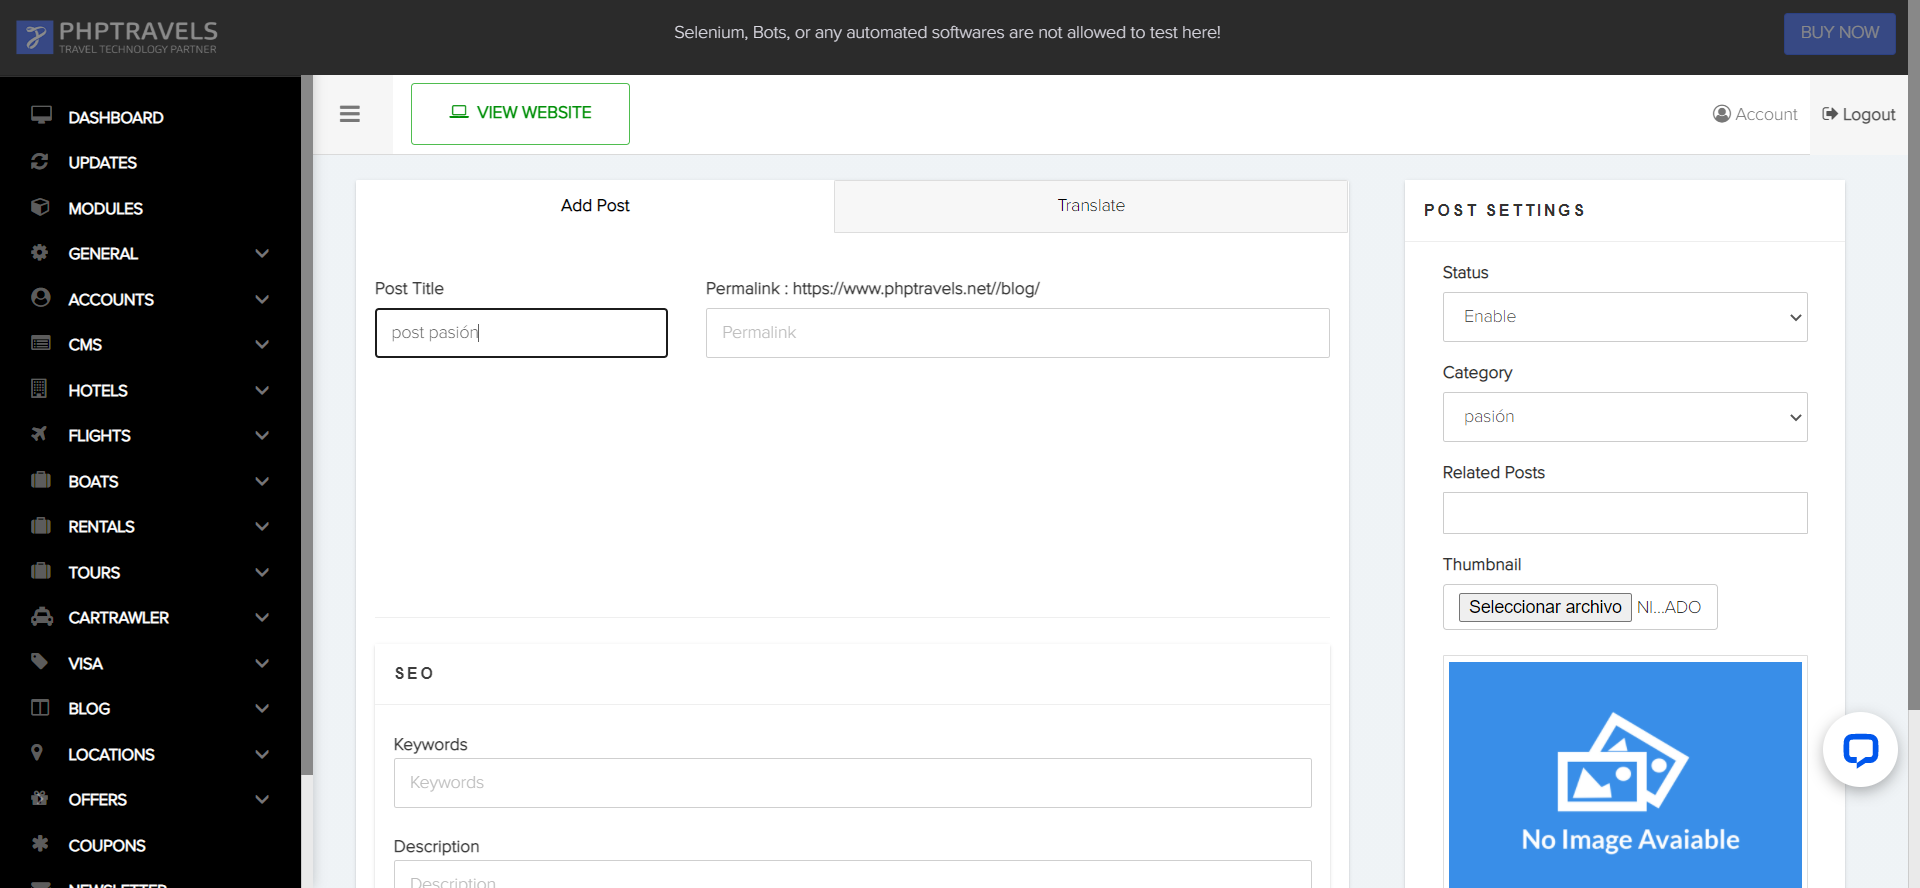 PHPTRAVELS
TRAVEL TECHNOLOGY PARTNER
Selenium, Bots, or any automated softwares are not allowed to test here!
BUY NOW
DASHBOARD
UPDATES
MODULES
GENERAL
ACCOUNTS
CMS
HOTELS
FLIGHTS
BOATS
RENTALS
TOURS
CARTRAWLER
VISA
BLOG
LOCATIONS
OFFERS
COUPONS
NEWSLETTER
VIEW WEBSITE
Account
Logout
Add Post
Translate
Post Title
post pasión
Permalink : https://www.phptravels.net//blog/
Permalink
SEO
Keywords
Keywords
Description
Description
POST SETTINGS
Status
Enable
Category
pasión
Related Posts
Thumbnail
Seleccionar archivo NI...ADO
No Image Avaiable